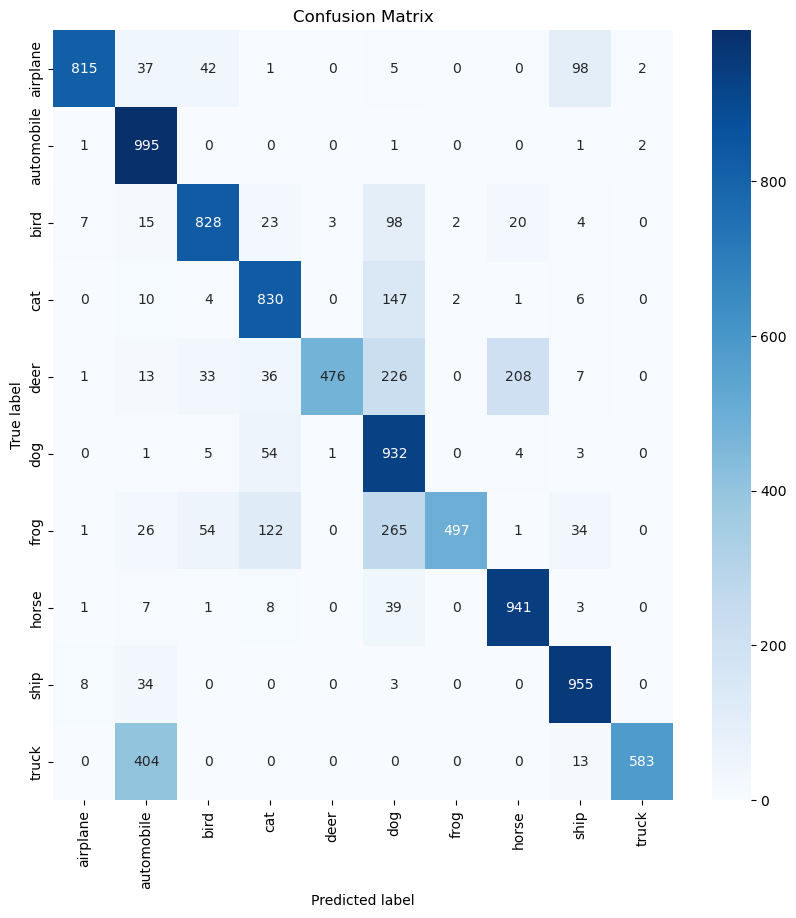 Confusion Matrix
airplane 815 37 42 1 0 5 0 0 98 2
automobile 1 995 0 0 0 1 0 0 1 2
bird 7 15 828 23 3 98 2 20 4 0
cat 0 10 4 830 0 147 2 1 6 0
deer 1 13 33 36 476 226 0 208 7 0
dog 0 1 5 54 1 932 0 4 3 0
frog 1 26 54 122 0 265 497 1 34 0
horse 1 7 1 8 0 39 0 941 3 0
ship 8 34 0 0 0 3 0 0 955 0
truck 0 404 0 0 0 0 0 0 13 583
True label
airplane automobile bird cat deer dog frog horse ship truck
Predicted label
800
600
400
200
0